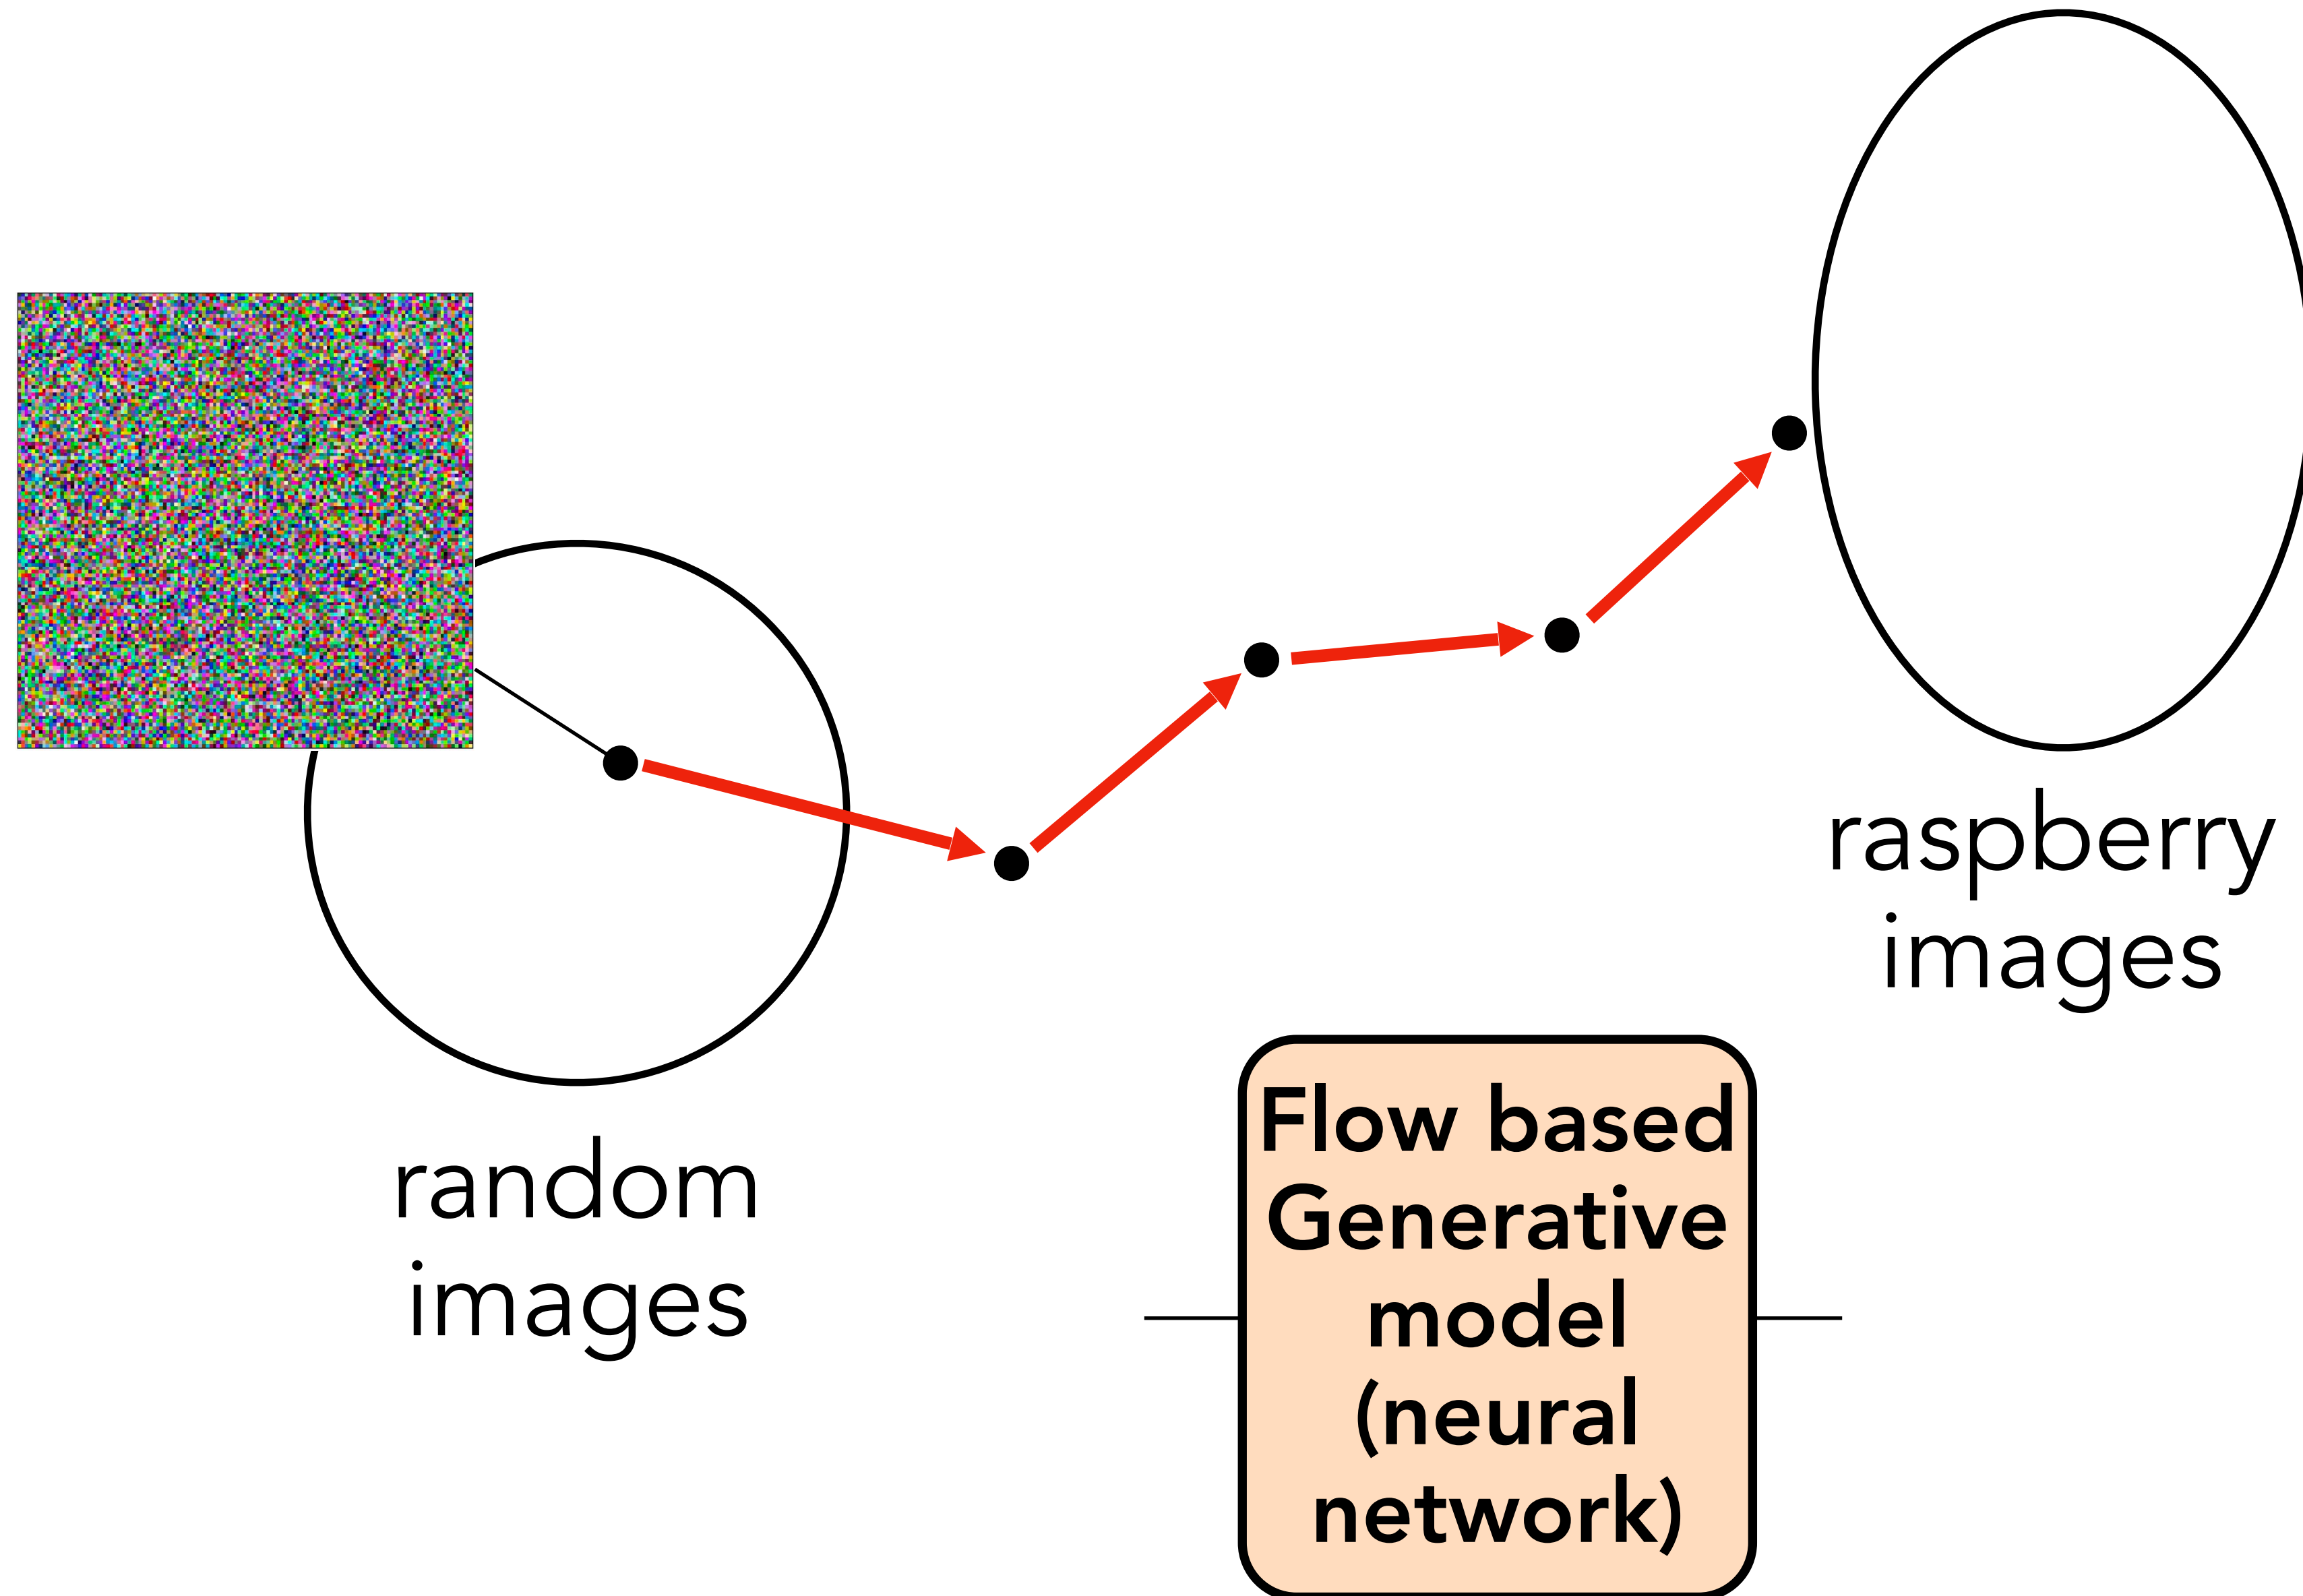 raspberry
images
random
images
Flow based
Generative
model
(neural
network)